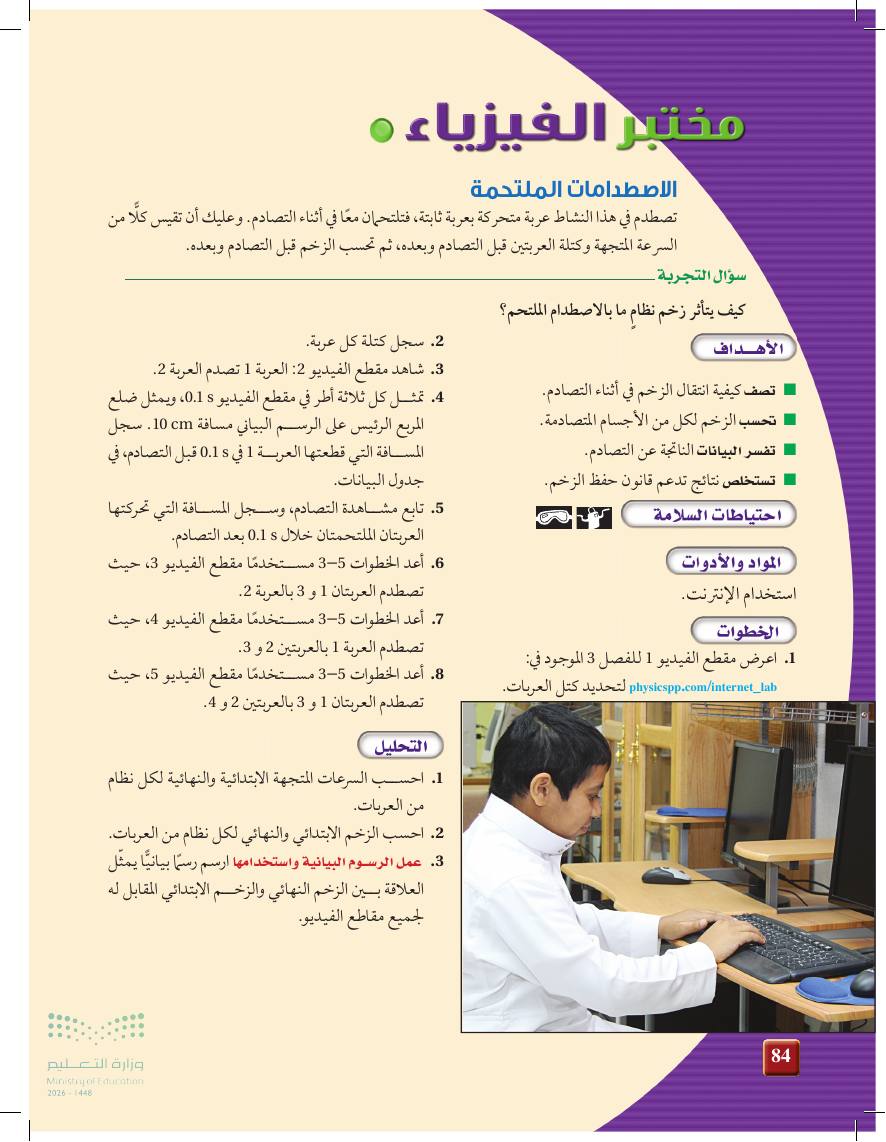 مختبر الفيزياء
الاصطدامات الملتحمة
تصطدم في هذا النشاط عربة متحركة بعربة ثابتة، فتلتحمان معًا في أثناء التصادم. وعليك أن تقيس كلًّا من
السرعة المتجهة وكتلة العربتين قبل التصادم وبعده، ثم تحسب الزخم قبل التصادم وبعده.
سؤال التجربة
كيف يتأثر زخم نظامٍ ما بالاصطدام الملتحم؟
الأهـداف
تصف كيفية انتقال الزخم في أثناء التصادم.
تحسب الزخم لكل من الأجسام المتصادمة.
تفسر البيانات الناتجة عن التصادم.
تستخلص نتائج تدعم قانون حفظ الزخم.
احتياطات السلامة
المواد والأدوات
استخدام الإنترنت.
الخطوات
1. اعرض مقطع الفيديو 1 للفصل 3 الموجود في:
physicspp.com/internet_lab لتحديد كتل العربات.
2. سجل كتلة كل عربة.
3. شاهد مقطع الفيديو 2: العربة 1 تصدم العربة 2.
4. تمثل كل ثلاثة أطر في مقطع الفيديو 0.1 s، ويمثل ضلع
المربع الرئيس على الرسم البياني مسافة 10 cm. سجل
المسافة التي قطعتها العربة 1 في 0.1 s قبل التصادم، في
جدول البيانات.
5. تابع مشاهدة التصادم، وسجل المسافة التي تحركتها
العربتان الملتحمتان خلال 0.1 s بعد التصادم.
6. أعد الخطوات 5–3 مستخدمًا مقطع الفيديو 3، حيث
تصطدم العربتان 1 و 3 بالعربة 2.
7. أعد الخطوات 5–3 مستخدمًا مقطع الفيديو 4، حيث
تصطدم العربة 1 بالعربتين 2 و 3.
8. أعد الخطوات 5–3 مستخدمًا مقطع الفيديو 5، حيث
تصطدم العربتان 1 و 3 بالعربتين 2 و 4.
التحليل
1. احسب السرعات المتجهة الابتدائية والنهائية لكل نظام
من العربات.
2. احسب الزخم الابتدائي والنهائي لكل نظام من العربات.
3. عمل الرسوم البيانية واستخدامها ارسم رسمًا بيانيًّا يمثّل
العلاقة بين الزخم النهائي والزخم الابتدائي المقابل له
لجميع مقاطع الفيديو.
84
وزارة التعليم
Ministry of Education
2026 - 1448